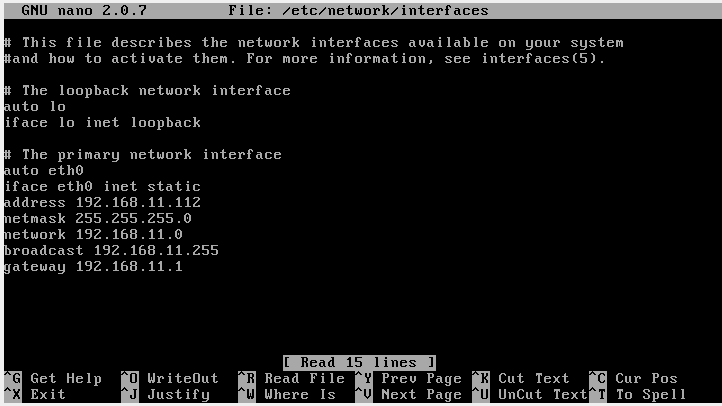 GNU nano 2.0.7 File: /etc/network/interfaces
# This file describes the network interfaces available on your system
#and how to activate them. For more information, see interfaces(5).
# The loopback network interface
auto lo
iface lo inet loopback
# The primary network interface
auto eth0
iface eth0 inet static
address 192.168.11.112
netmask 255.255.255.0
network 192.168.11.0
broadcast 192.168.11.255
gateway 192.168.11.1
[ Read 15 lines ]
^G Get Help ^O WriteOut ^R Read File ^Y Prev Page ^K Cut Text ^C Cur Pos
^X Exit ^J Justify ^W Where Is ^V Next Page ^U UnCut Text ^T To Spell